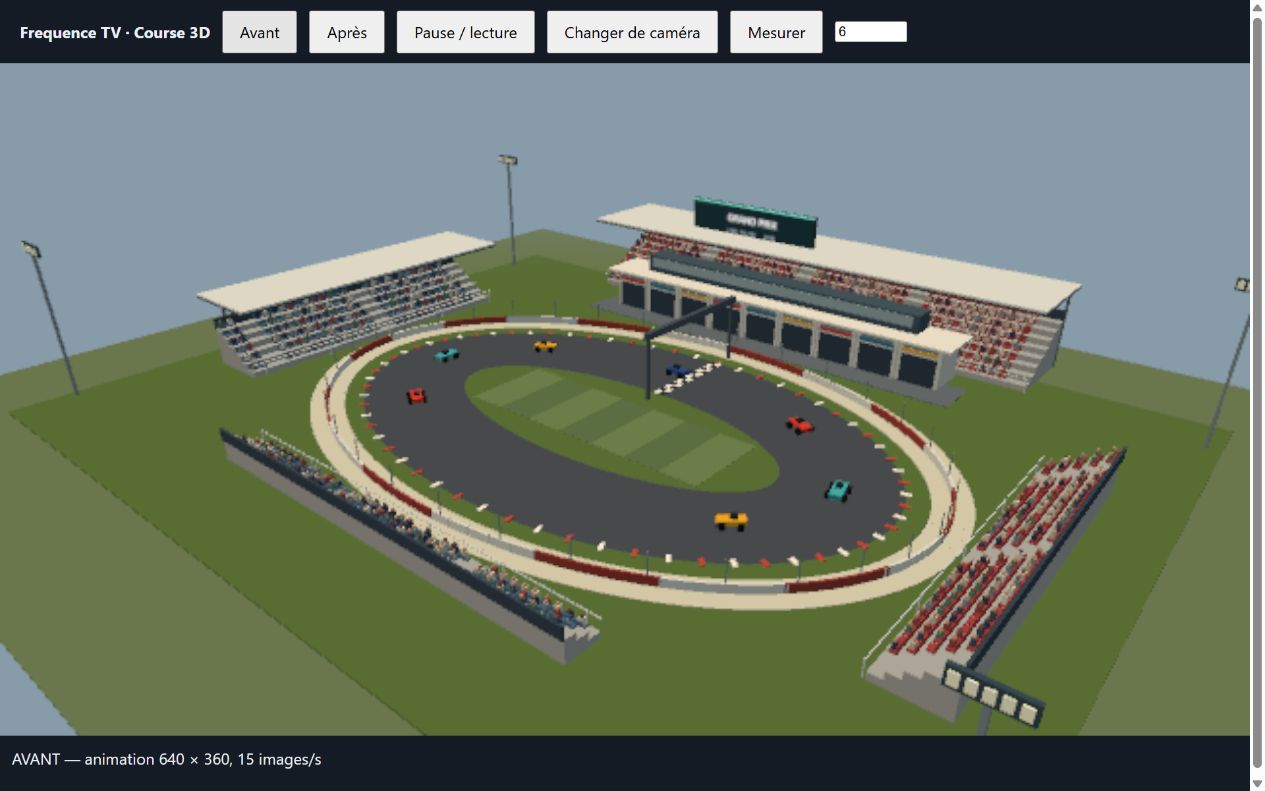 Frequence TV · Course 3D
Avant
Après
Pause / lecture
Changer de caméra
Mesurer
6
GRAND PRIX
AVANT — animation 640 × 360, 15 images/s